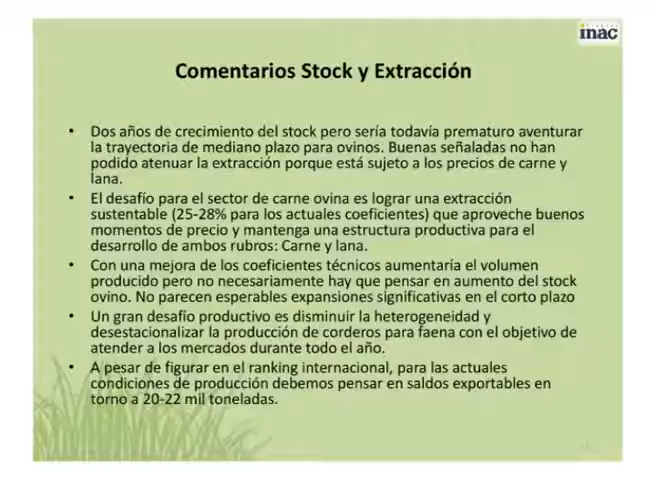 inac
Comentarios Stock y Extracción
• Dos años de crecimiento del stock pero sería todavía prematuro aventurar
la trayectoria de mediano plazo para ovinos. Buenas señaladas no han
podido atenuar la extracción porque está sujeto a los precios de carne y
lana.
• El desafío para el sector de carne ovina es lograr una extracción
sustentable (25-28% para los actuales coeficientes) que aproveche buenos
momentos de precio y mantenga una estructura productiva para el
desarrollo de ambos rubros: Carne y lana.
• Con una mejora de los coeficientes técnicos aumentaría el volumen
producido pero no necesariamente hay que pensar en aumento del stock
ovino. No parecen esperables expansiones significativas en el corto plazo
• Un gran desafío productivo es disminuir la heterogeneidad y
desestacionalizar la producción de corderos para faena con el objetivo de
atender a los mercados durante todo el año.
• A pesar de figurar en el ranking internacional, para las actuales
condiciones de producción debemos pensar en saldos exportables en
torno a 20-22 mil toneladas.